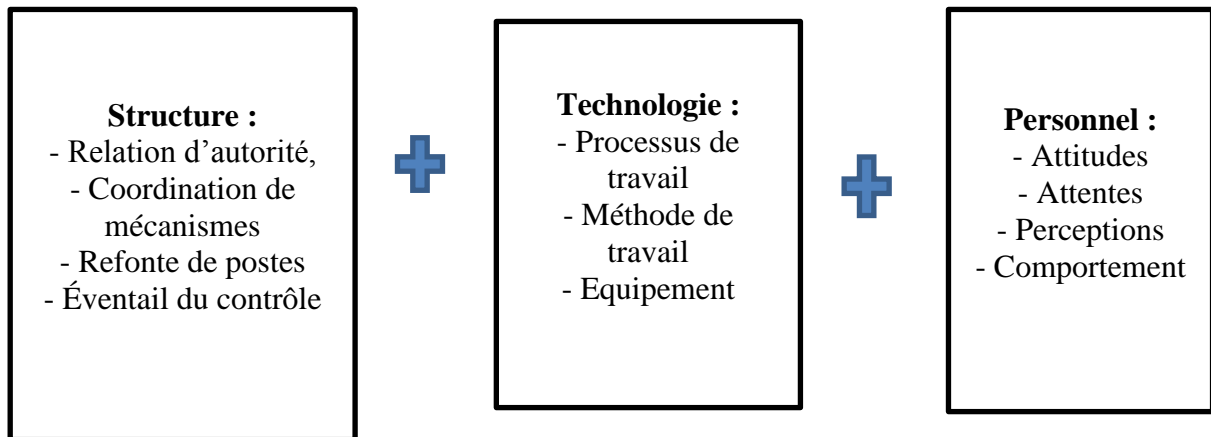 Structure :
- Relation d’autorité,
- Coordination de
mécanismes
- Refonte de postes
- Éventail du contrôle
Technologie :
- Processus de
travail
- Méthode de
travail
- Equipement
Personnel :
- Attitudes
- Attentes
- Perceptions
- Comportement